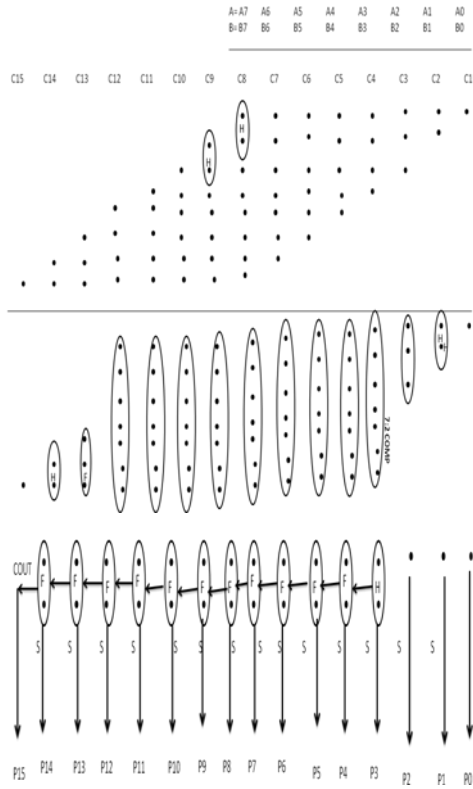 A= A7 A6 A5 A4 A3 A2 A1 A0
B= B7 B6 B5 B4 B3 B2 B1 B0
C15 C14 C13 C12 C11 C10 C9 C8 C7 C6 C5 C4 C3 C2 C1
H
H
H
H
7:2 COMP
H F
COUT F F F F F F F F F F F H
S S S S S S S S S S S S S
P15 P14 P13 P12 P11 P10 P9 P8 P7 P6 P5 P4 P3 P2 P1 P0